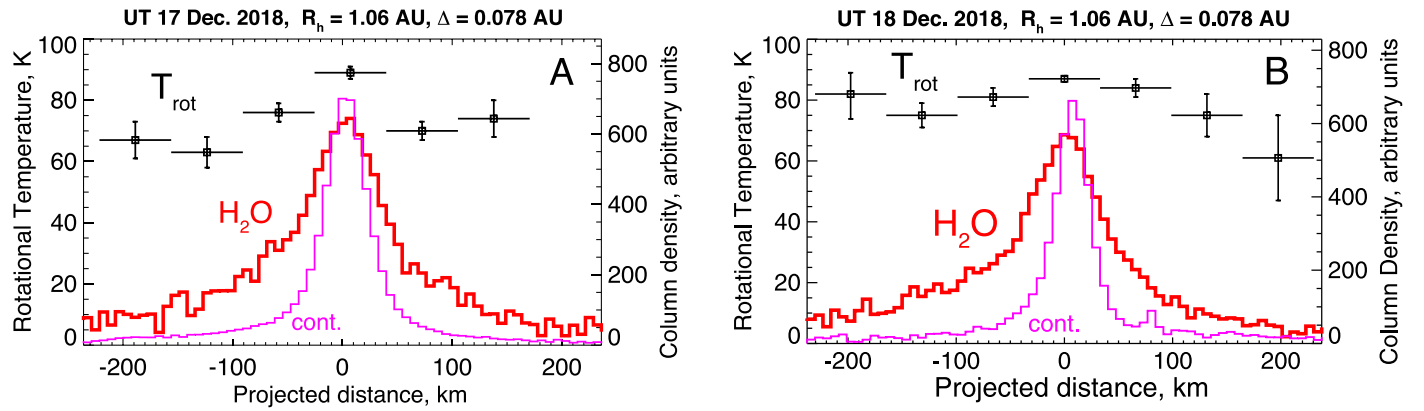 UT 17 Dec. 2018, R_h = 1.06 AU, Δ = 0.078 AU
A
T_rot
H₂O
cont.
Rotational Temperature, K
100
80
60
40
20
0
Column density, arbitrary units
800
600
400
200
0
-200 -100 0 100 200
Projected distance, km
UT 18 Dec. 2018, R_h = 1.06 AU, Δ = 0.078 AU
B
T_rot
H₂O
cont.
Rotational Temperature, K
100
80
60
40
20
0
Column Density, arbitrary units
800
600
400
200
0
-200 -100 0 100 200
Projected distance, km